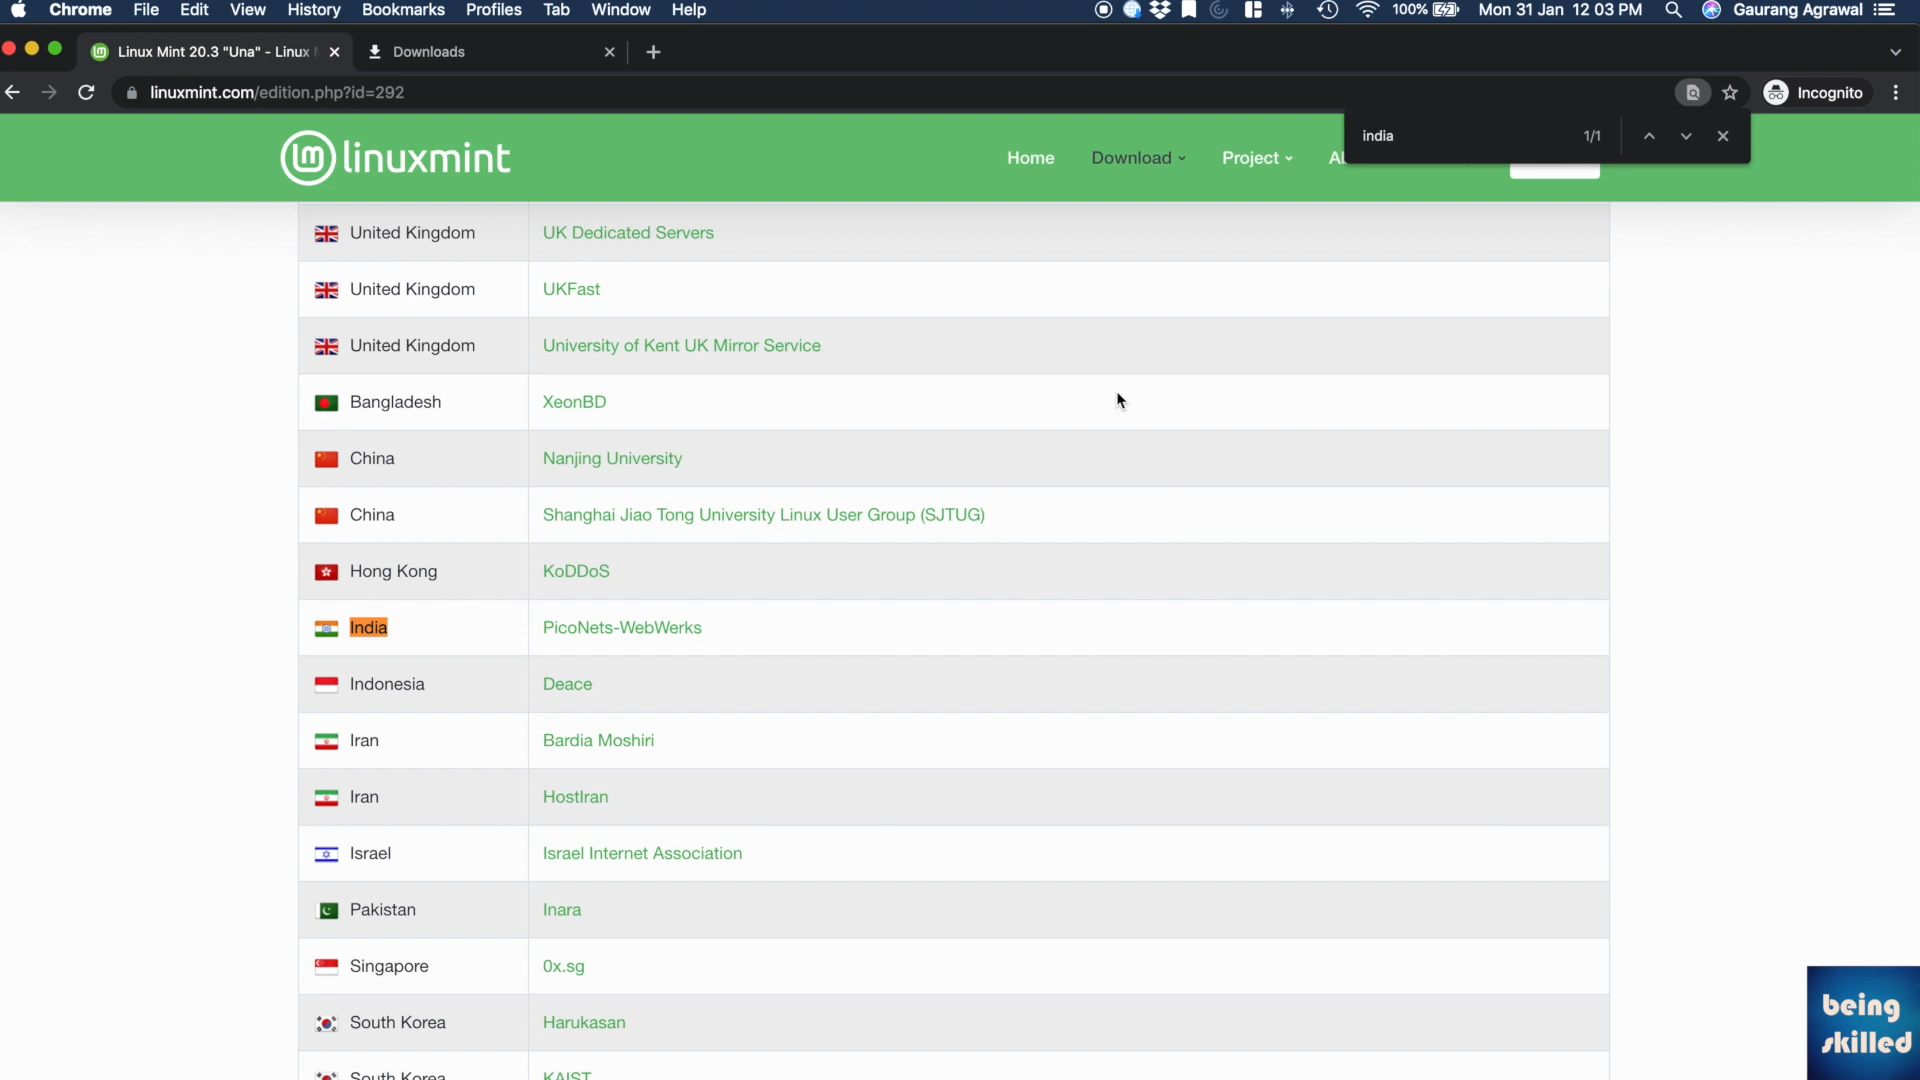 Chrome File Edit View History Bookmarks Profiles Tab Window Help 100% Mon 31 Jan 12 03 PM Gaurang Agrawal
Linux Mint 20.3 "Una" - Linux Downloads
linuxmint.com/edition.php?id=292 Incognito
india 1/1
linuxmint Home Download Project
United Kingdom UK Dedicated Servers
United Kingdom UKFast
United Kingdom University of Kent UK Mirror Service
Bangladesh XeonBD
China Nanjing University
China Shanghai Jiao Tong University Linux User Group (SJTUG)
Hong Kong KoDDoS
India PicoNets-WebWerks
Indonesia Deace
Iran Bardia Moshiri
Iran HostIran
Israel Israel Internet Association
Pakistan Inara
Singapore 0x.sg
South Korea Harukasan
South Korea KAIST
being
skilled